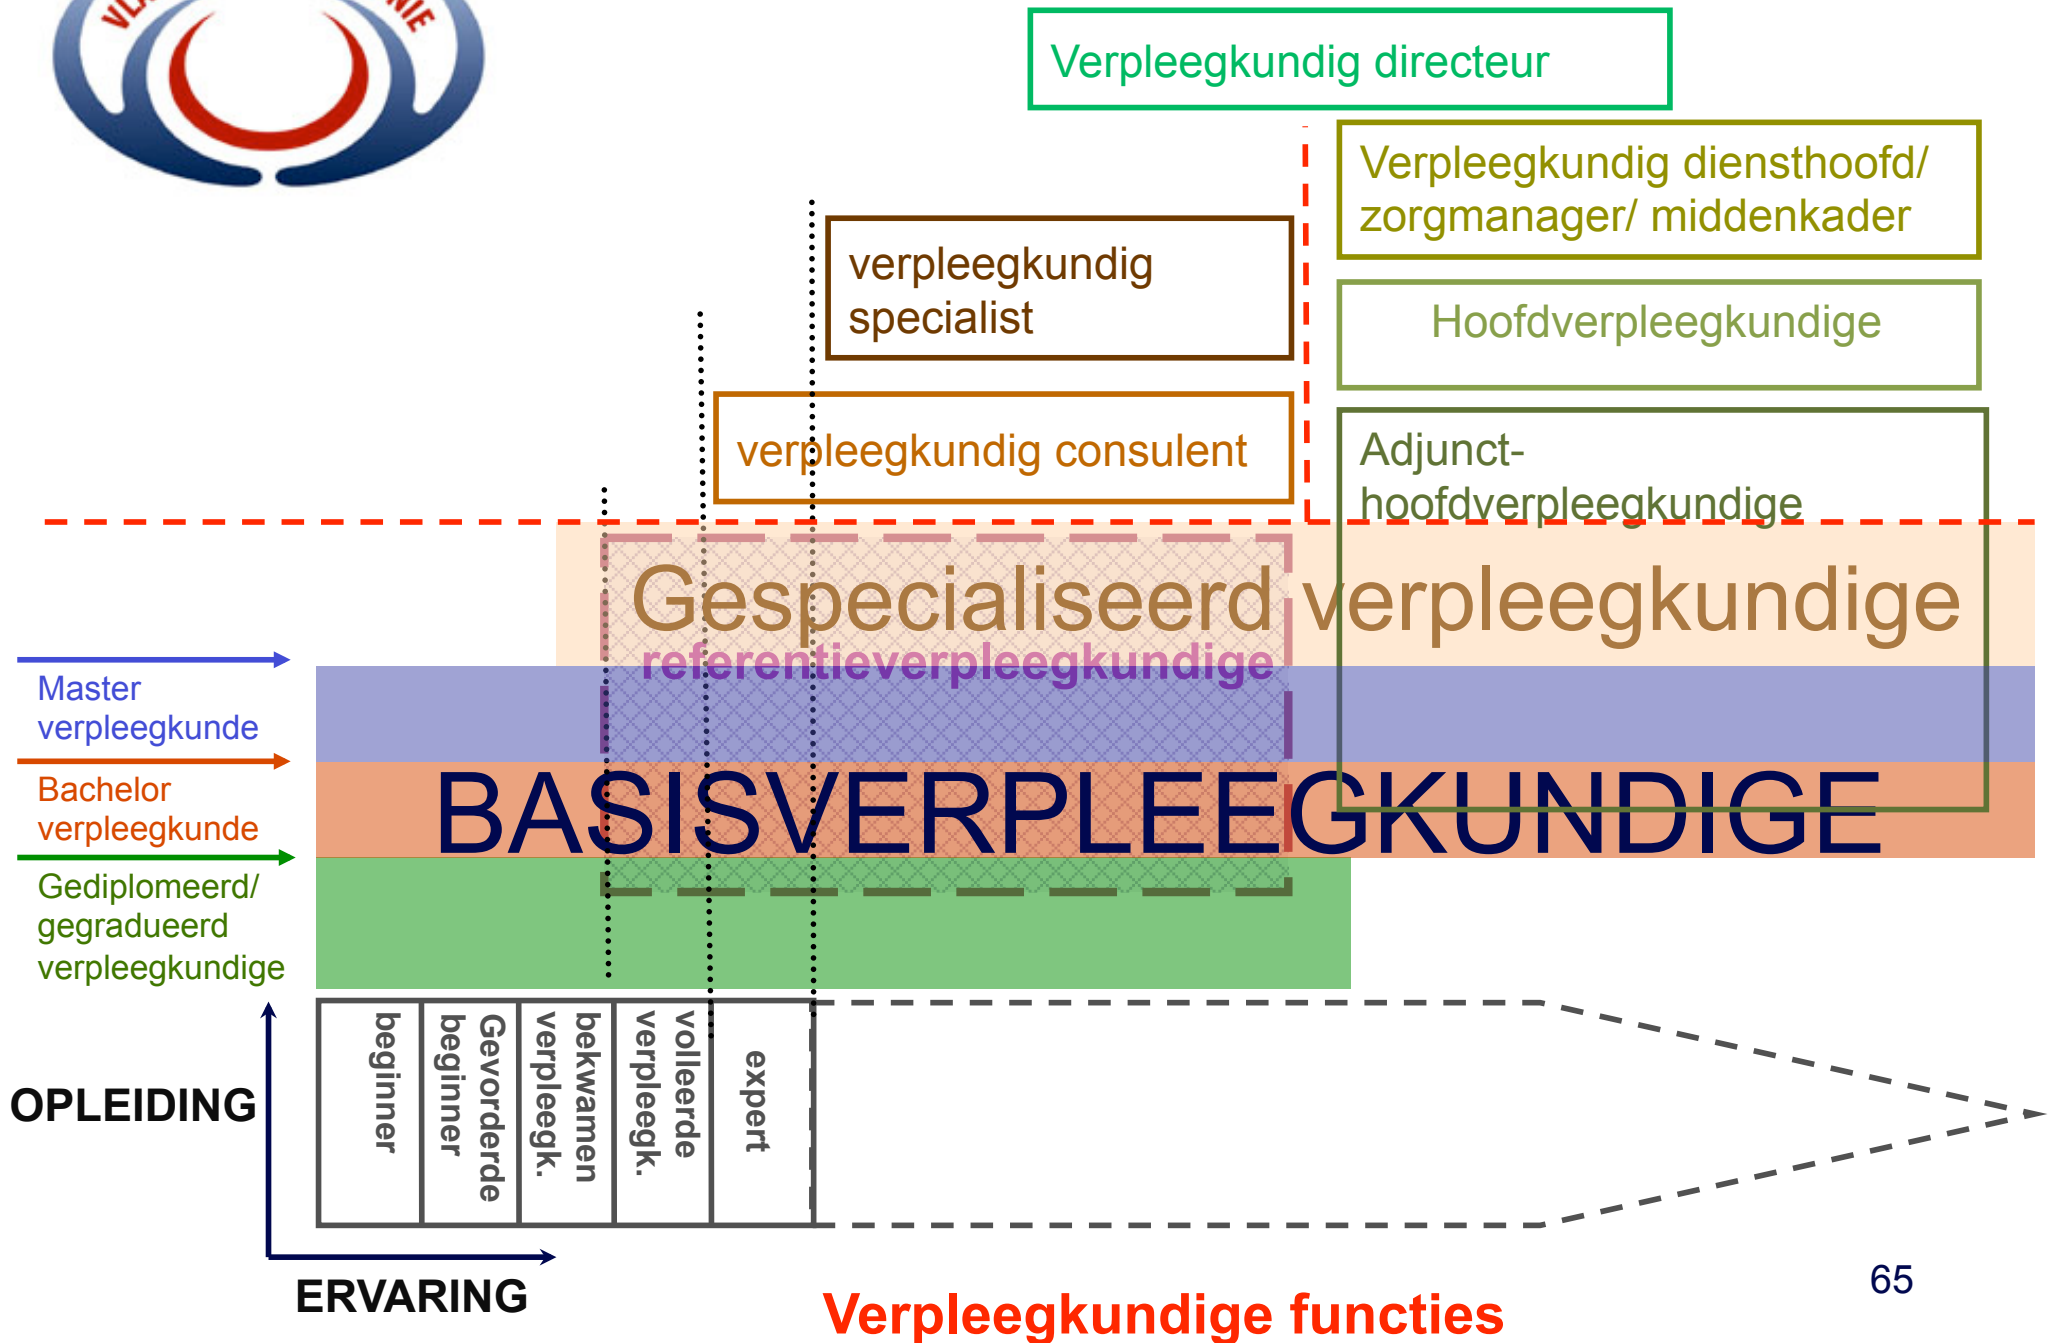 Verpleegkundig directeur
Verpleegkundig diensthoofd/
zorgmanager/ middenkader
verpleegkundig
specialist
Hoofdverpleegkundige
verpleegkundig consulent
Adjunct-
hoofdverpleegkundige
Gespecialiseerd verpleegkundige
referentieverpleegkundige
Master
verpleegkunde
BASISVERPLEEGKUNDIGE
Bachelor
verpleegkunde
Gediplomeerd/
gegradueerd
verpleegkundige
beginner
Gevorderde
beginner
bekwamen
verpleegk.
volleerde
verpleegk.
expert
OPLEIDING
ERVARING
Verpleegkundige functies
65